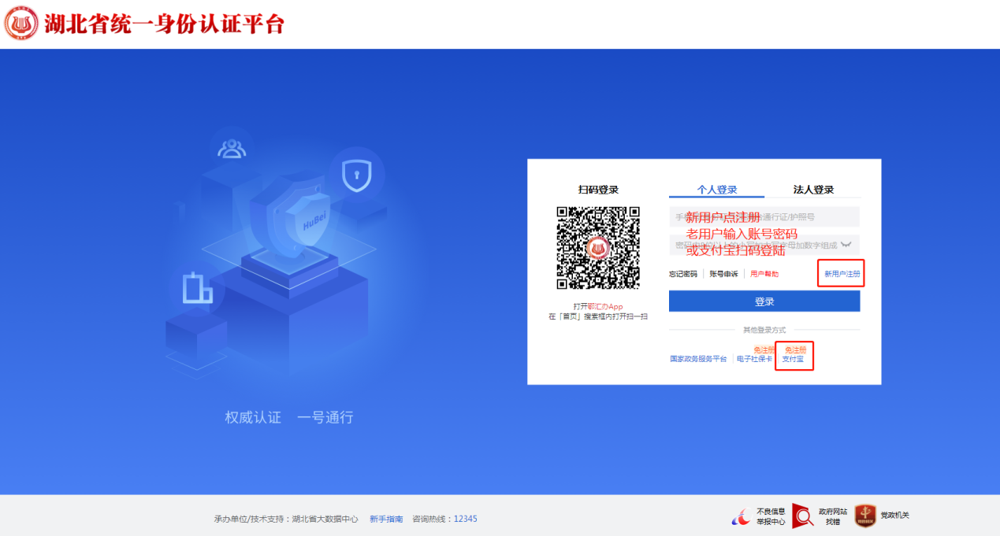 湖北省统一身份认证平台
HuBei
权威认证 一号通行
扫码登录
打开鄂汇办App
在「首页」搜索框内打开扫一扫
个人登录 法人登录
新用户点注册
通行证/护照号
老用户输入账号密码
或支付宝扫码登陆
字母加数字组成
忘记密码 账号申诉 用户帮助 新用户注册
登录
其他登录方式
免注册 免注册
国家政务服务平台 电子社保卡 支付宝
承办单位/技术支持：湖北省大数据中心 新手指南 咨询热线：12345
不良信息
举报中心
政府网站
找错
党政机关